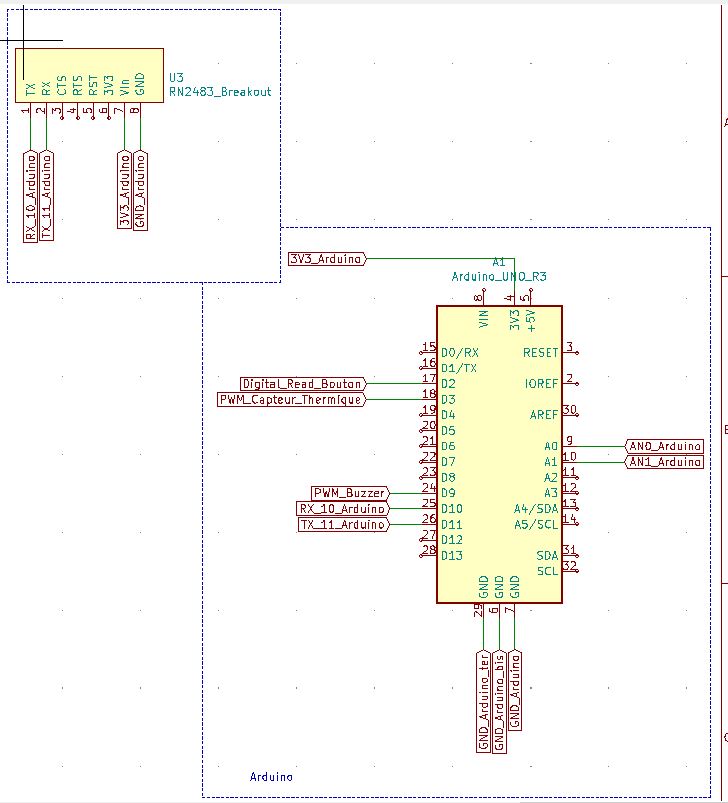 TX
RX
CTS
RTS
RST
3V3
Vin
GND
U3
RN2483_Breakout
1
2
3
4
5
6
7
8
RX_10_Arduino
TX_11_Arduino
3V3_Arduino
GND_Arduino
3V3_Arduino
A1
Arduino_UNO_R3
8
4
5
VIN
3V3
+5V
15 D0/RX
16 D1/TX
Digital_Read_Bouton 17 D2
PWM_Capteur_Thermique 18 D3
19 D4
20 D5
21 D6
22 D7
23 D8
PWM_Buzzer 24 D9
RX_10_Arduino 25 D10
TX_11_Arduino 26 D11
27 D12
28 D13
RESET 3
IOREF 2
AREF 30
A0 9 AN0_Arduino
A1 10 AN1_Arduino
A2 11
A3 12
A4/SDA 13
A5/SCL 14
SDA 31
SCL 32
GND
GND
GND
29
6
7
GND_Arduino_ter
GND_Arduino_bis
GND_Arduino
Arduino